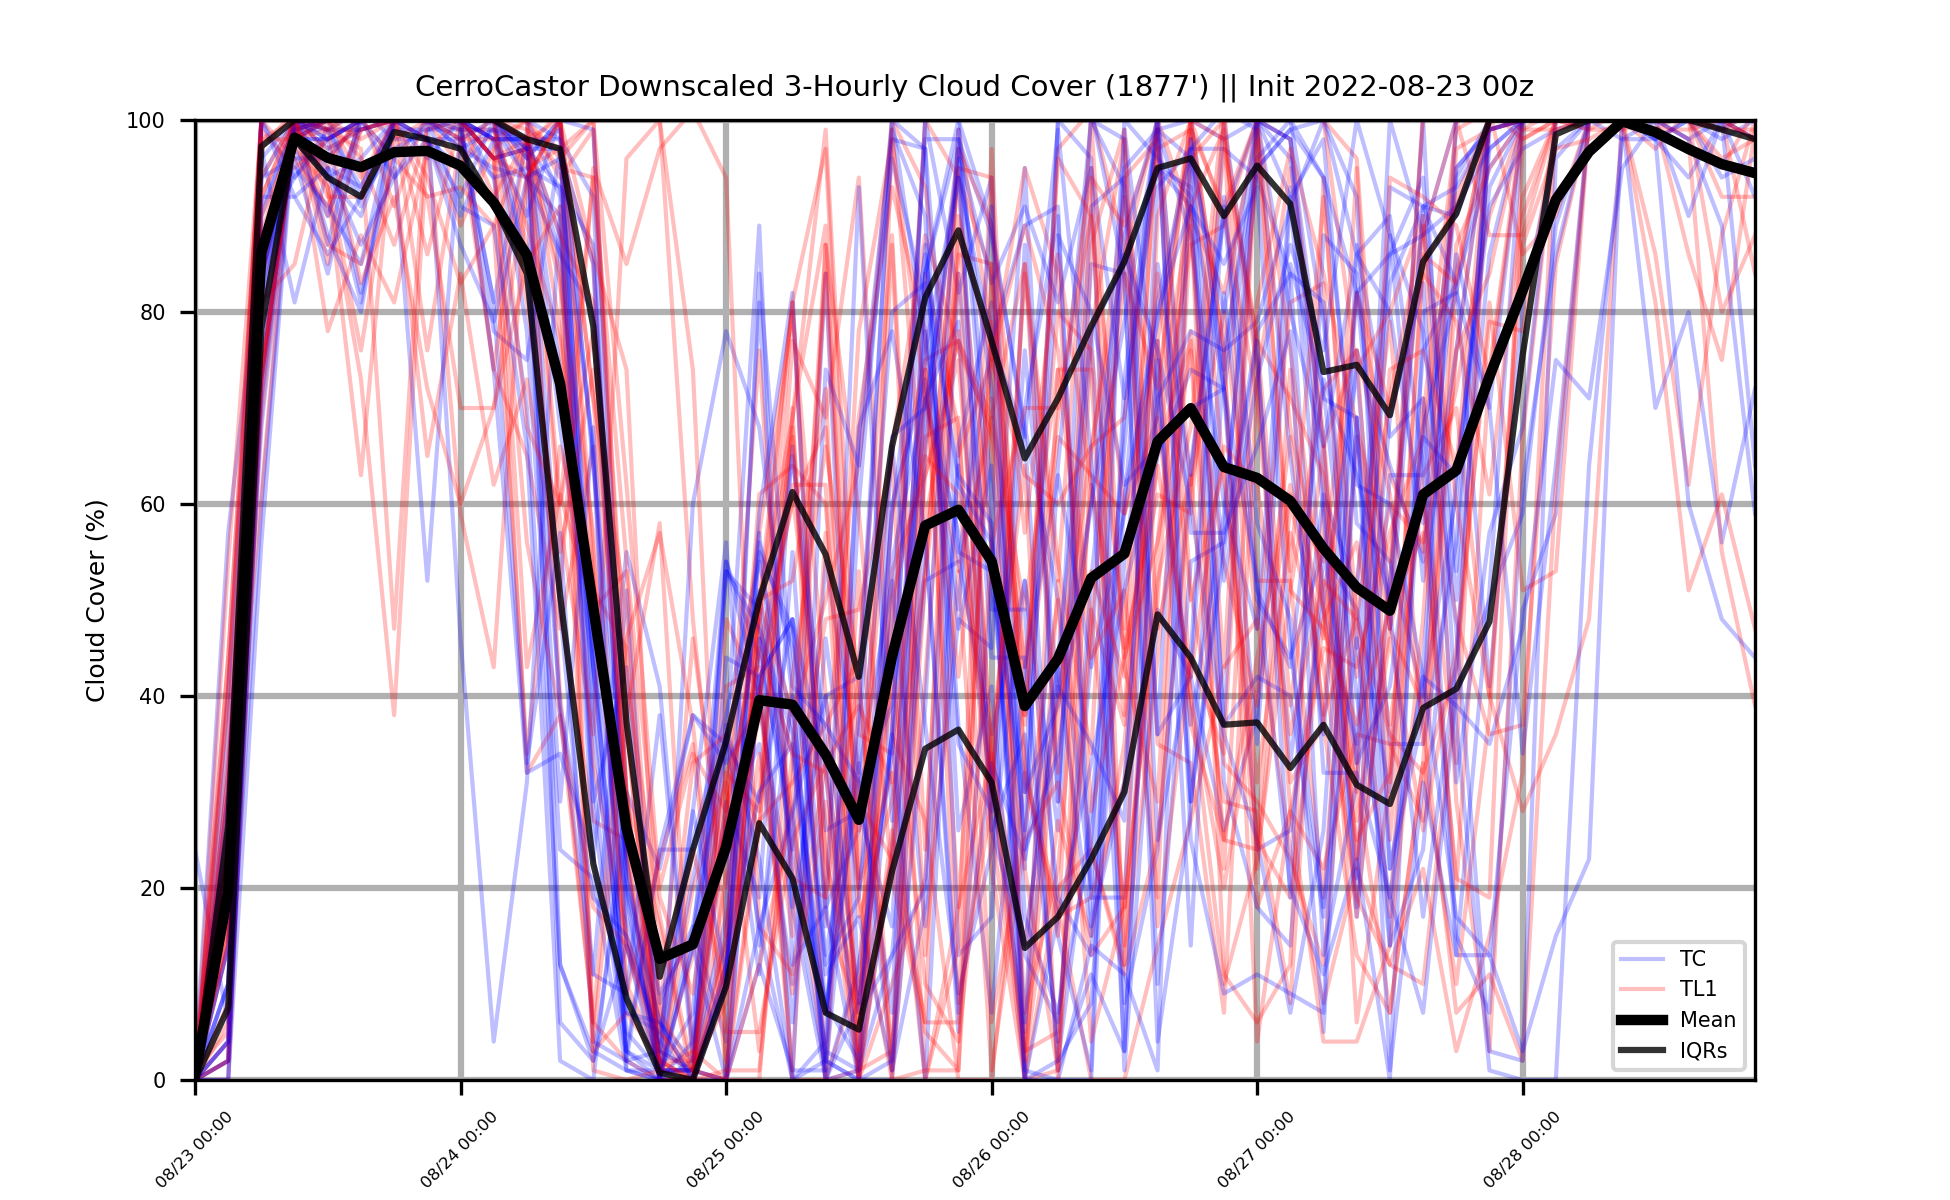 CerroCastor Downscaled 3-Hourly Cloud Cover (1877') || Init 2022-08-23 00z
Cloud Cover (%)
100
80
60
40
20
0
TC
TL1
Mean
IQRs
08/23 00:00
08/24 00:00
08/25 00:00
08/26 00:00
08/27 00:00
08/28 00:00